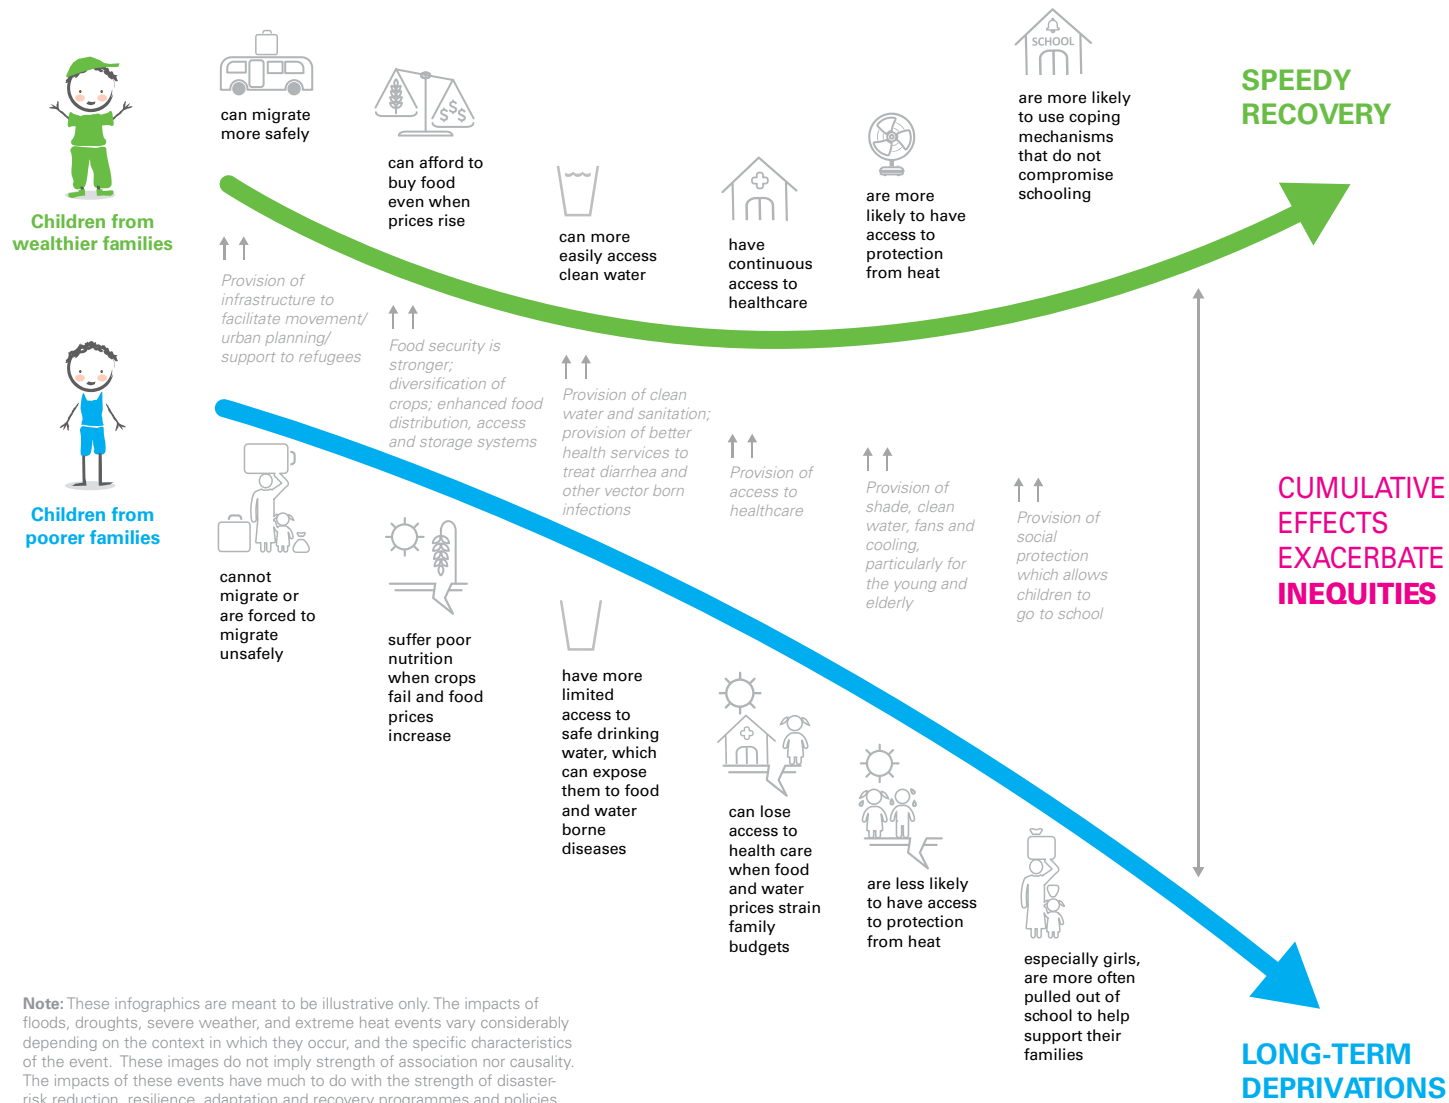 Children from
wealthier families
can migrate
more safely
can afford to
buy food
even when
prices rise
can more
easily access
clean water
have
continuous
access to
healthcare
are more
likely to have
access to
protection
from heat
SCHOOL
are more likely
to use coping
mechanisms
that do not
compromise
schooling
SPEEDY
RECOVERY
$$$
Provision of
infrastructure to
facilitate movement/
urban planning/
support to refugees
Food security is
stronger;
diversification of
crops; enhanced food
distribution, access
and storage systems
Provision of clean
water and sanitation;
provision of better
health services to
treat diarrhea and
other vector born
infections
Provision of
access to
healthcare
Provision of
shade, clean
water, fans and
cooling,
particularly for
the young and
elderly
Provision of
social
protection
which allows
children to
go to school
CUMULATIVE
EFFECTS
EXACERBATE
INEQUITIES
Children from
poorer families
cannot
migrate or
are forced to
migrate
unsafely
suffer poor
nutrition
when crops
fail and food
prices
increase
have more
limited
access to
safe drinking
water, which
can expose
them to food
and water
borne
diseases
can lose
access to
health care
when food
and water
prices strain
family
budgets
are less likely
to have access
to protection
from heat
especially girls,
are more often
pulled out of
school to help
support their
families
LONG-TERM
DEPRIVATIONS
Note: These infographics are meant to be illustrative only. The impacts of
floods, droughts, severe weather, and extreme heat events vary considerably
depending on the context in which they occur, and the specific characteristics
of the event. These images do not imply strength of association nor causality.
The impacts of these events have much to do with the strength of disaster-
risk reduction, resilience, adaptation and recovery programmes and policies